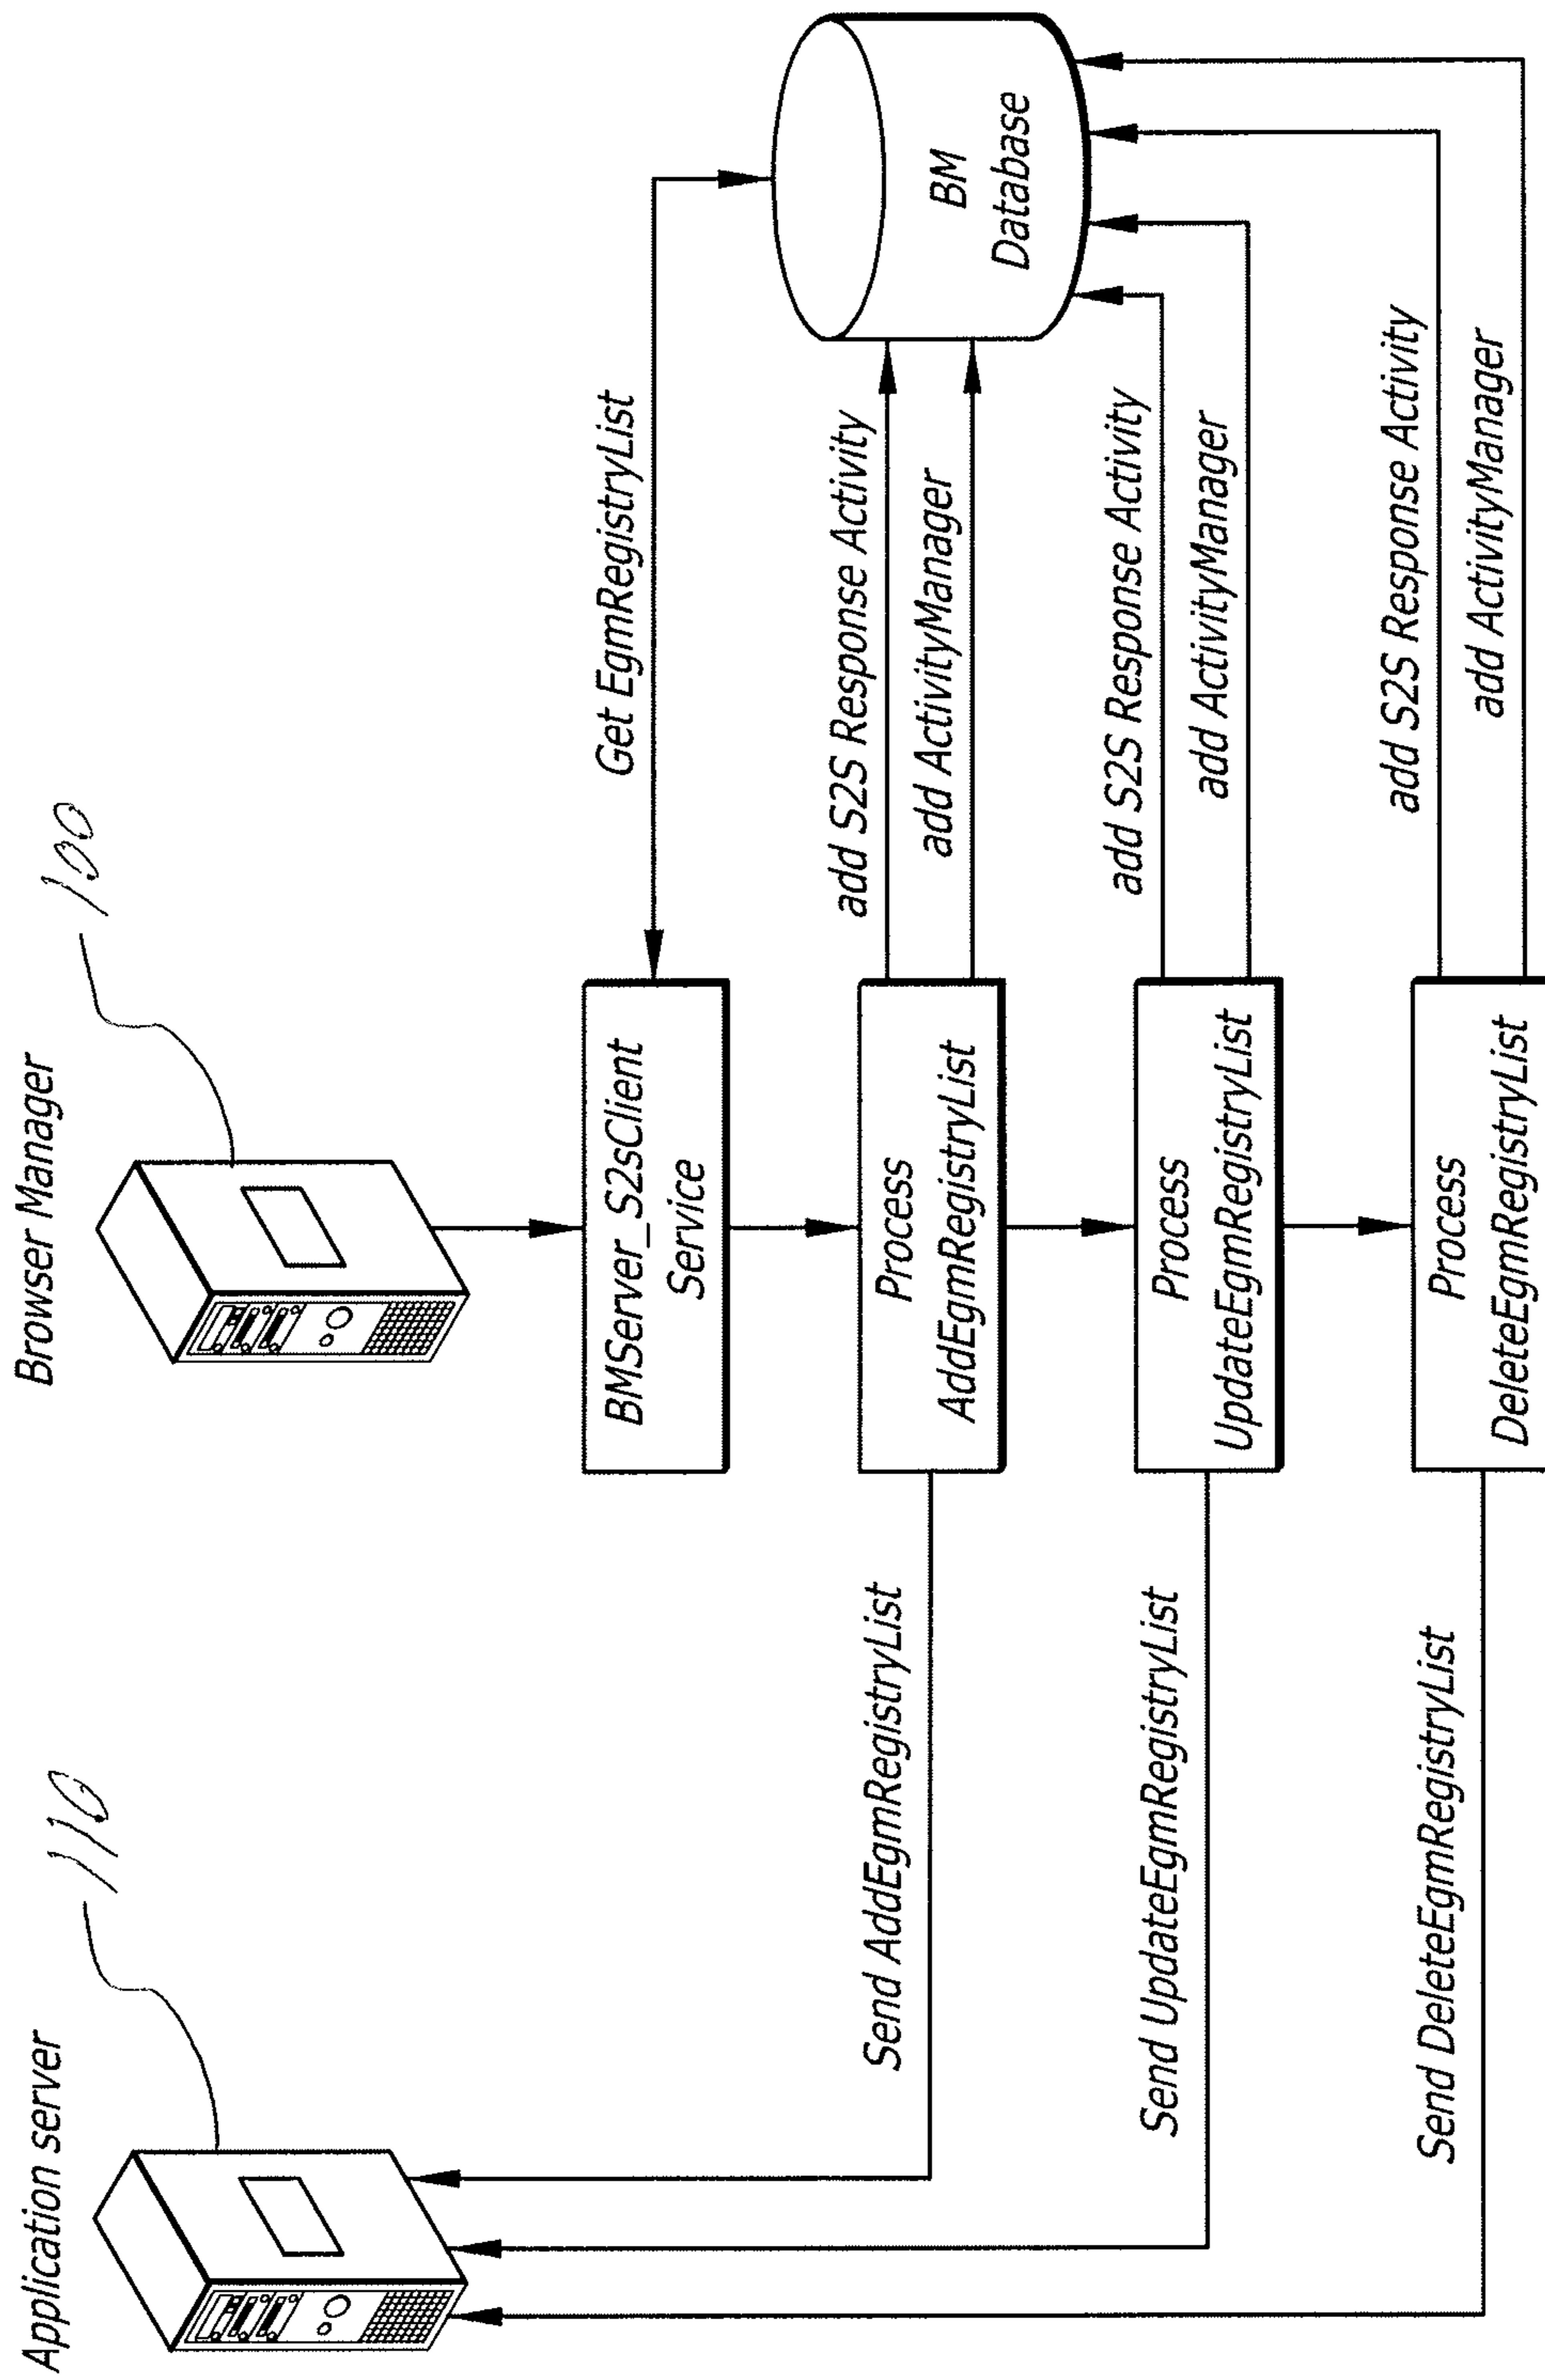 Application server
110
Browser Manager
100
BMServer_S2sClient
Service
Get EgmRegistryList
BM
Database
Process
AddEgmRegistryList
Send AddEgmRegistryList
add S2S Response Activity
add ActivityManager
Process
UpdateEgmRegistryList
Send UpdateEgmRegistryList
add S2S Response Activity
add ActivityManager
Process
DeleteEgmRegistryList
Send DeleteEgmRegistryList
add S2S Response Activity
add ActivityManager